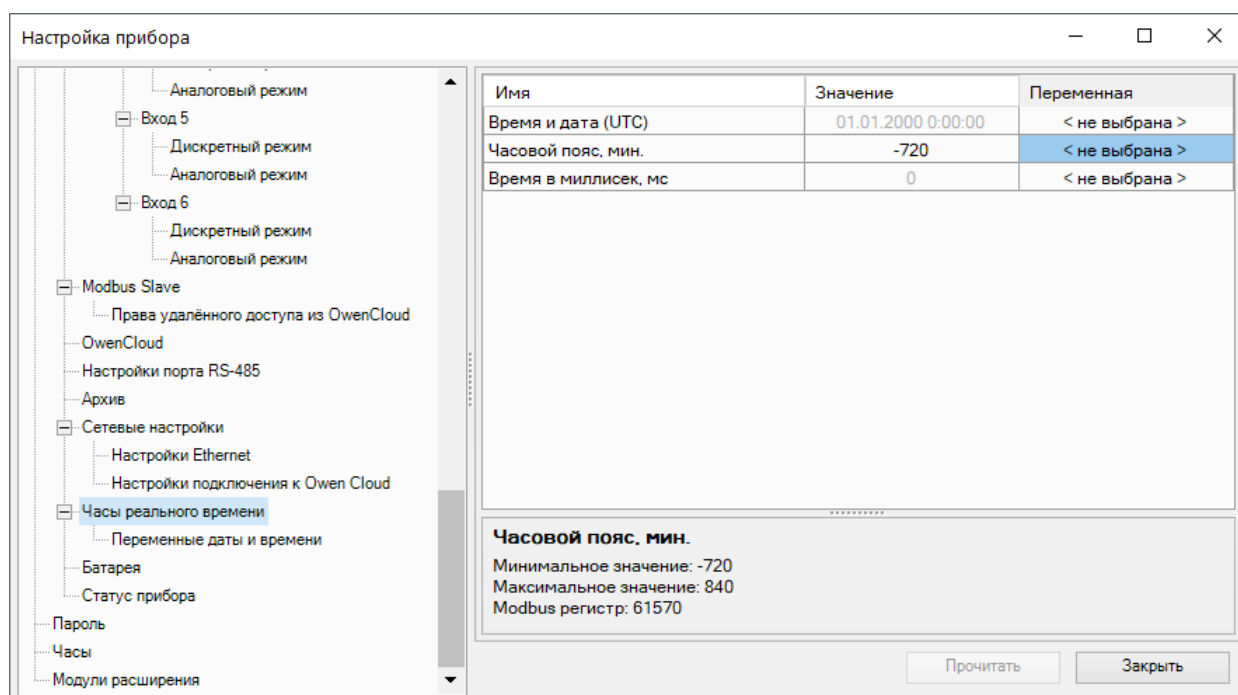 Настройка прибора
Аналоговый режим
Вход 5
Дискретный режим
Аналоговый режим
Вход 6
Дискретный режим
Аналоговый режим
Modbus Slave
Права удалённого доступа из OwenCloud
OwenCloud
Настройки порта RS-485
Архив
Сетевые настройки
Настройки Ethernet
Настройки подключения к Owen Cloud
Часы реального времени
Переменные даты и времени
Батарея
Статус прибора
Пароль
Часы
Модули расширения
Имя Значение Переменная
Время и дата (UTC) 01.01.2000 0:00:00 < не выбрана >
Часовой пояс, мин. -720 < не выбрана >
Время в миллисек, мс 0 < не выбрана >
Часовой пояс, мин.
Минимальное значение: -720
Максимальное значение: 840
Modbus регистр: 61570
Прочитать Закрыть